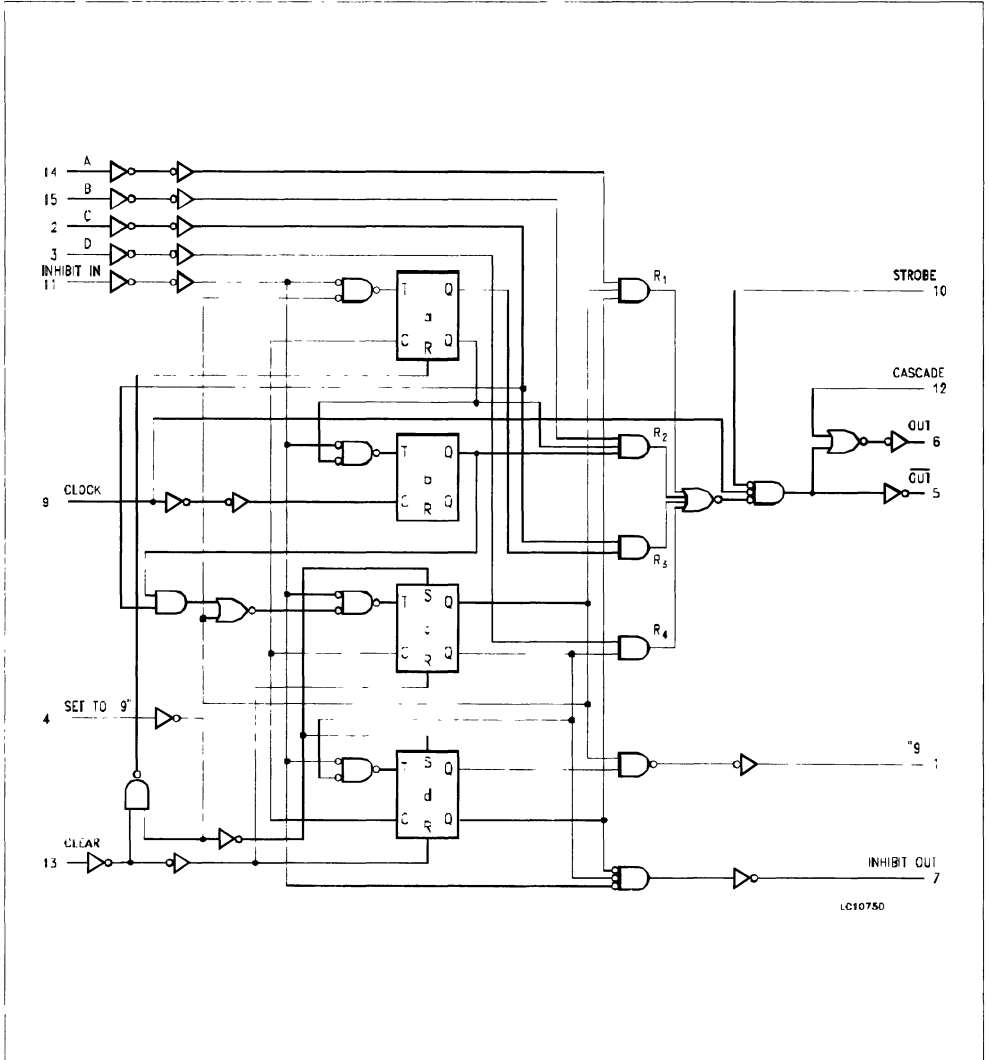 14 A
15 B
2 C
3 D
INHIBIT IN
11
T Q
a
C R Q
R1
STROBE
10
CASCADE
12
OUT
6
OUT
5
R2
T Q
b
C R Q
9 CLOCK
R3
T S Q
c
C R Q
R4
4 SET TO 9"
T S Q
d
C R Q
"9
1
CLEAR
13
INHIBIT OUT
7
LC10750